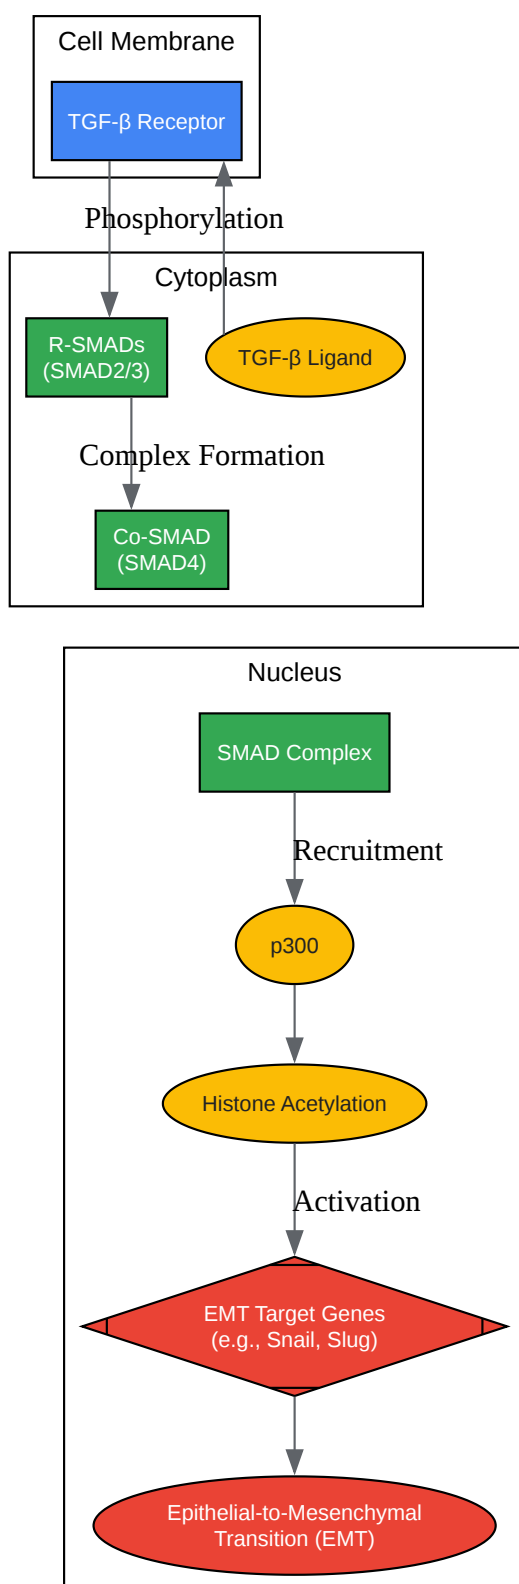 Cell Membrane
TGF-β Receptor
Phosphorylation
Cytoplasm
R-SMADs
(SMAD2/3)
TGF-β Ligand
Complex Formation
Co-SMAD
(SMAD4)
Nucleus
SMAD Complex
Recruitment
p300
Histone Acetylation
Activation
EMT Target Genes
(e.g., Snail, Slug)
Epithelial-to-Mesenchymal
Transition (EMT)